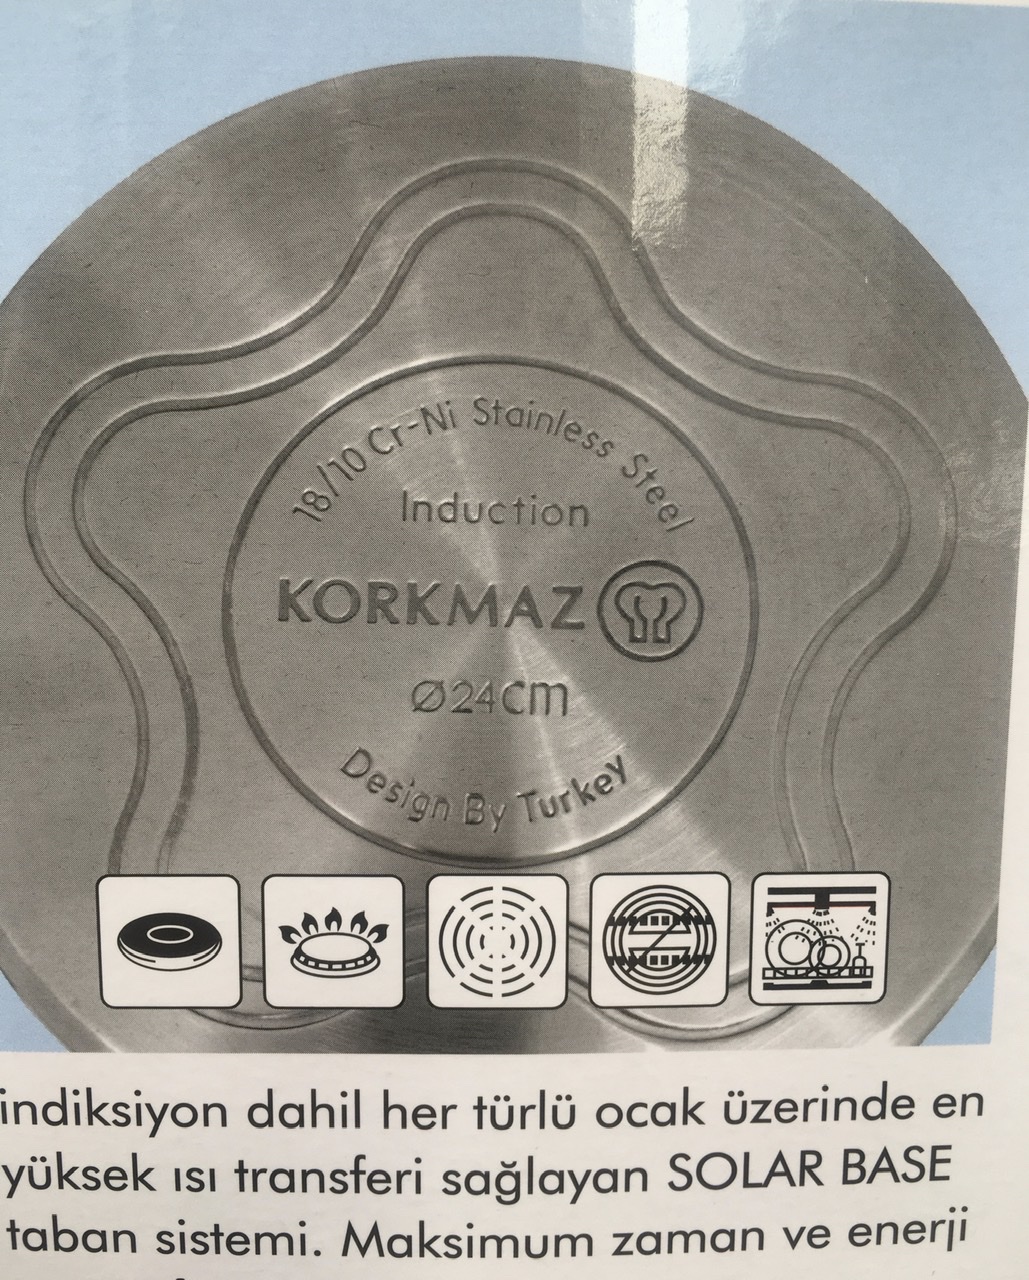 18/10 Cr-Ni Stainless Steel
Induction
KORKMAZ
Ø24cm
Design By Turkey
indiksiyon dahil her türlü ocak üzerinde en
yüksek ısı transferi sağlayan SOLAR BASE
taban sistemi. Maksimum zaman ve enerji